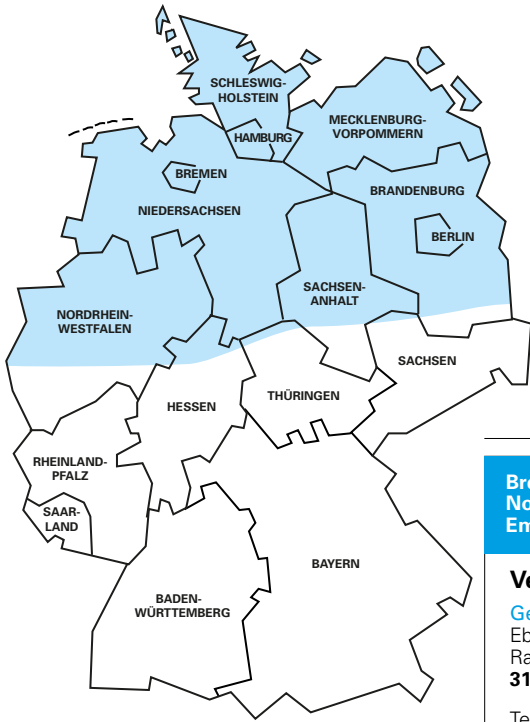 SCHLESWIG-
HOLSTEIN
MECKLENBURG-
VORPOMMERN
HAMBURG
BREMEN
BRANDENBURG
NIEDERSACHSEN
BERLIN
SACHSEN-
ANHALT
NORDRHEIN-
WESTFALEN
SACHSEN
THÜRINGEN
HESSEN
RHEINLAND-
PFALZ
SAAR-
LAND
BAYERN
BADEN-
WÜRTTEMBERG